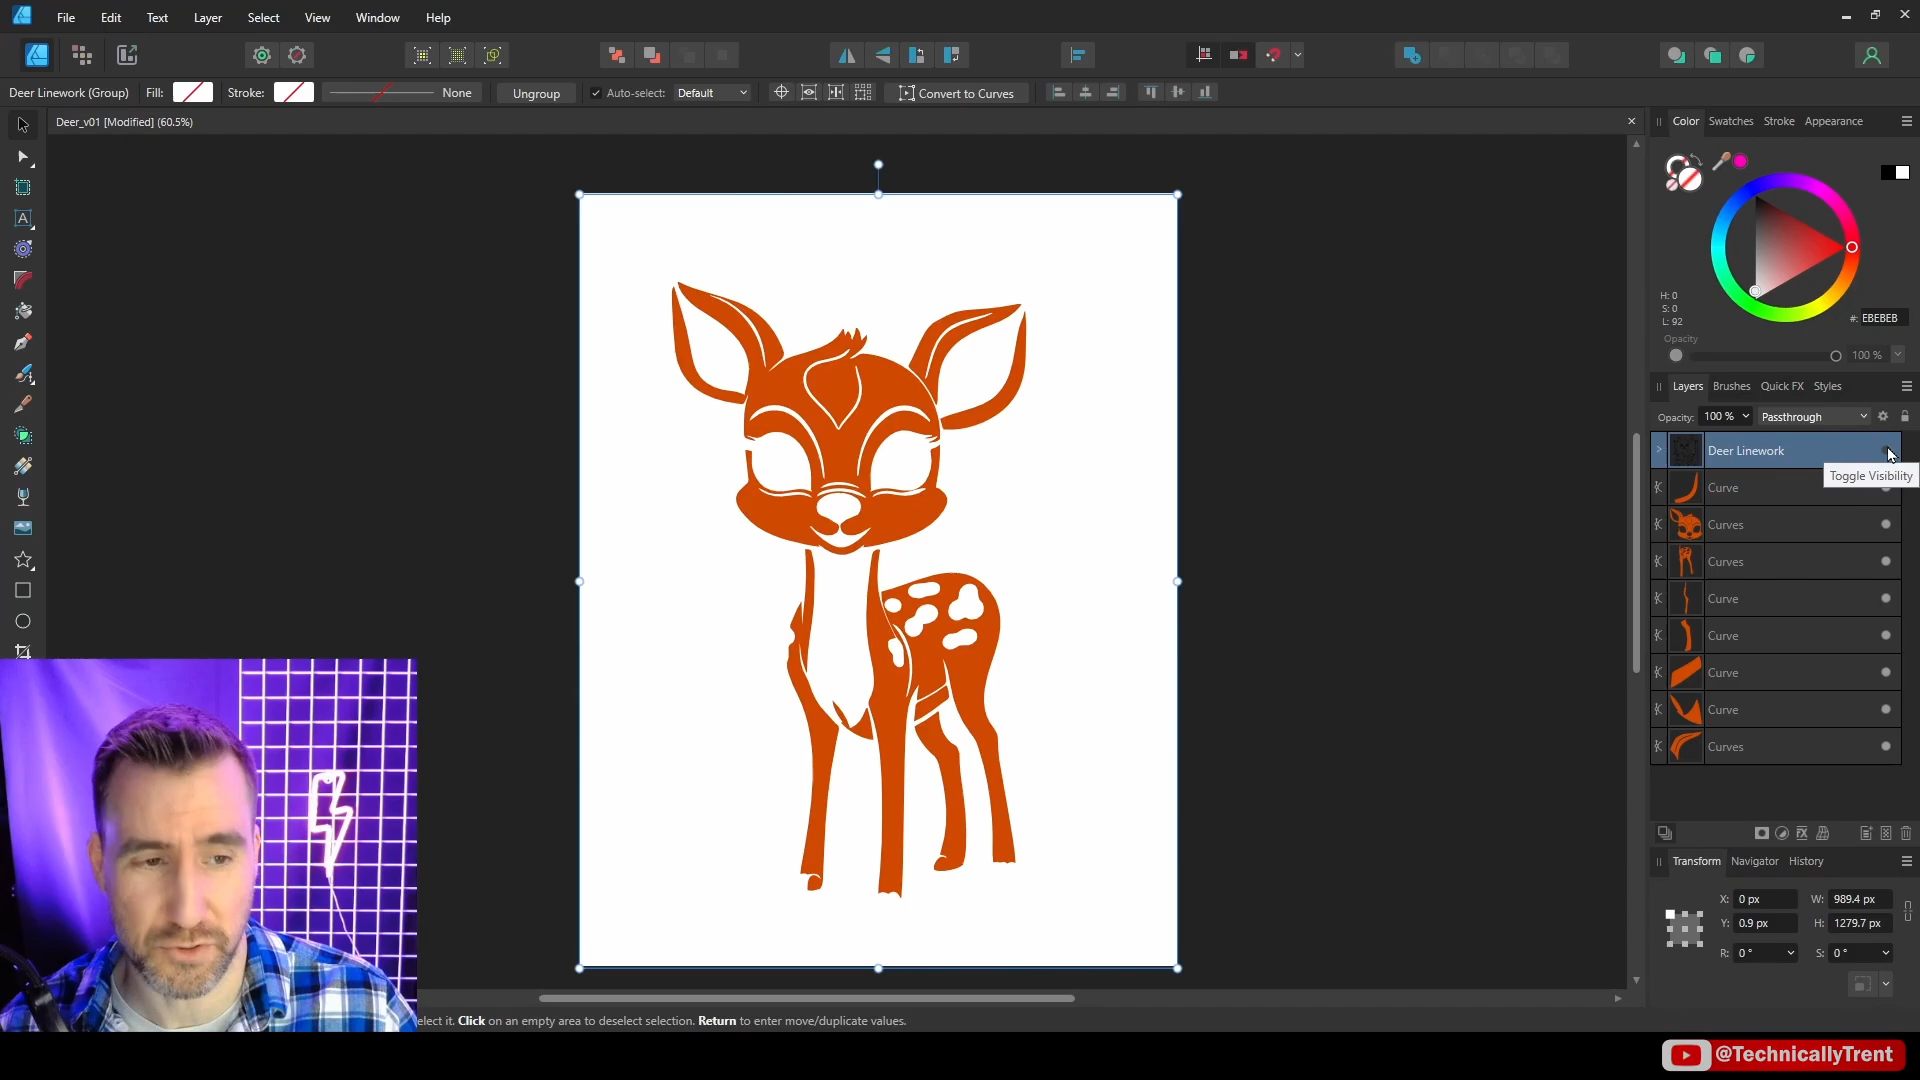 File Edit Text Layer Select View Window Help
Deer Linework (Group) Fill: Stroke: None Ungroup Auto-select: Default Convert to Curves
Deer_v01 [Modified] (60.5%)
Color Swatches Stroke Appearance
H: 0
S: 0
L: 92
#: EBEBEB
Opacity
100 %
Layers Brushes Quick FX Styles
Opacity: 100 % Passthrough
Deer Linework
Toggle Visibility
Curve
Curves
Curves
Curve
Curve
Curve
Curve
Curves
Transform Navigator History
X: 0 px W: 989.4 px
Y: 0.9 px H: 1279.7 px
R: 0 ° S: 0 °
elect it. Click on an empty area to deselect selection. Return to enter move/duplicate values.
@TechnicallyTrent